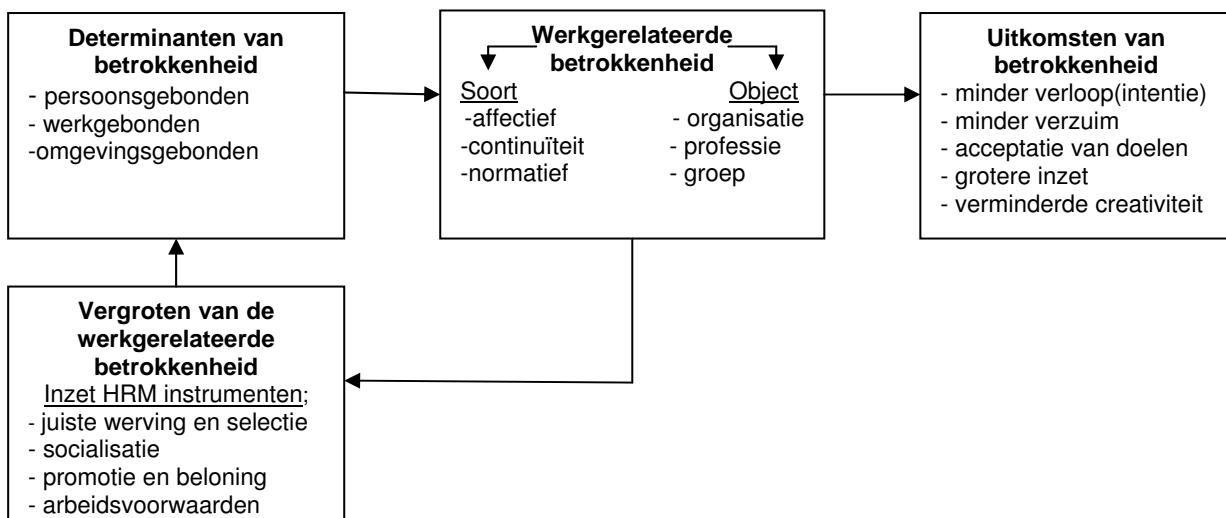 Determinanten van
betrokkenheid
- persoonsgebonden
- werkgebonden
-omgevingsgebonden
Werkgerelateerde
betrokkenheid
Soort
-affectief
-continuïteit
-normatief
Object
- organisatie
- professie
- groep
Uitkomsten van
betrokkenheid
- minder verloop(intentie)
- minder verzuim
- acceptatie van doelen
- grotere inzet
- verminderde creativiteit
Vergroten van de
werkgerelateerde
betrokkenheid
Inzet HRM instrumenten;
- juiste werving en selectie
- socialisatie
- promotie en beloning
- arbeidsvoorwaarden